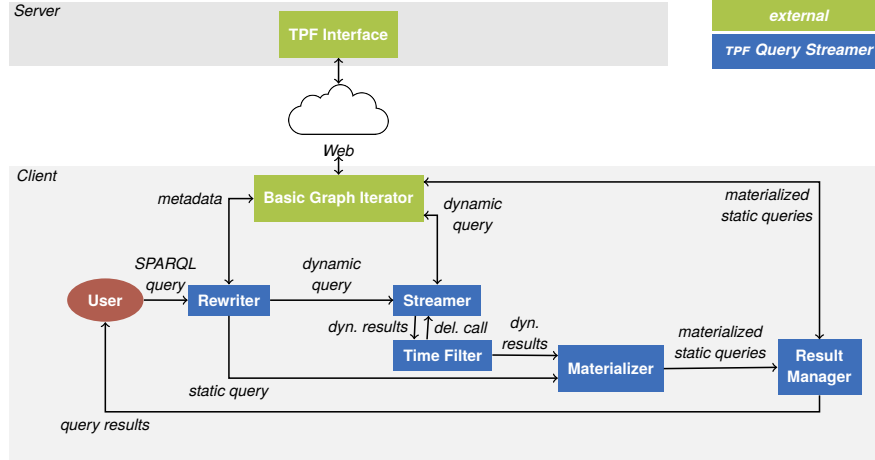 Server
TPF Interface
external
TPF Query Streamer
Web
Client
Basic Graph Iterator
metadata
dynamic
query
materialized
static queries
SPARQL
query
dynamic
query
User
Rewriter
Streamer
dyn. results
del. call
dyn.
results
Time Filter
materialized
static queries
Materializer
Result
Manager
static query
query results